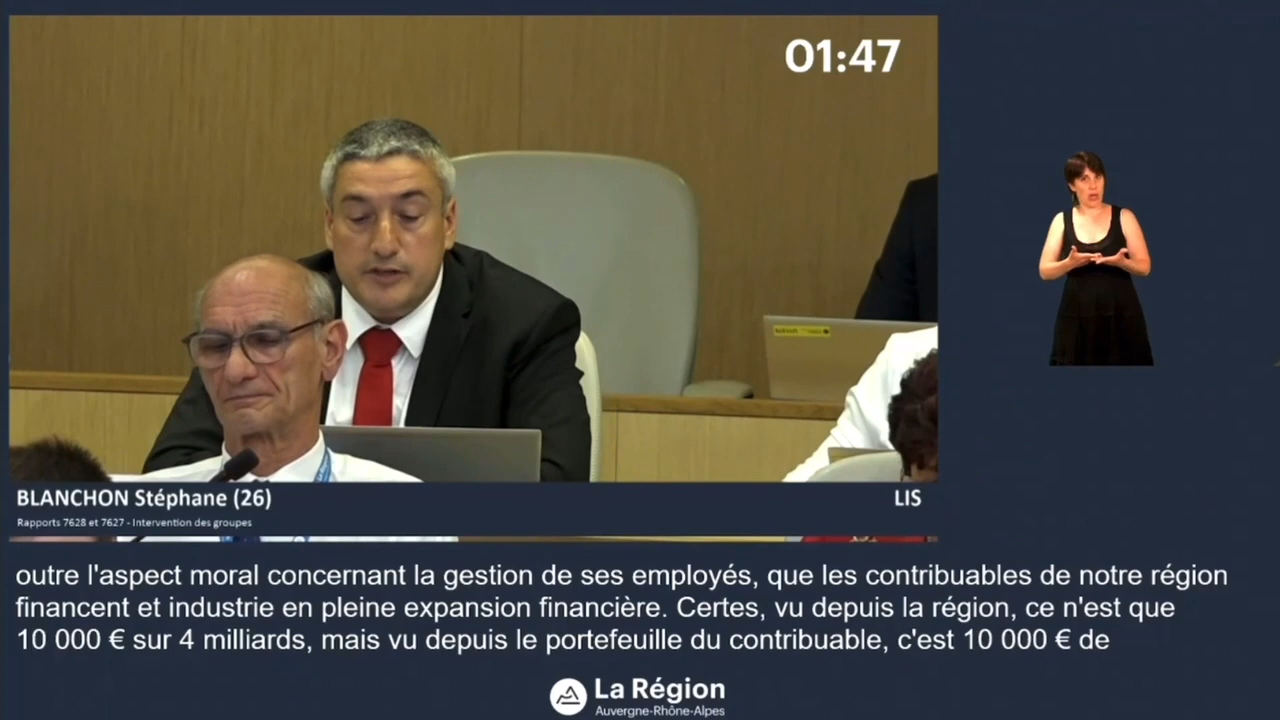 01:47
BLANCHON Stéphane (26)
LIS
Rapports 7628 et 7627 - Intervention des groupes
outre l'aspect moral concernant la gestion de ses employés, que les contribuables de notre région
financent et industrie en pleine expansion financière. Certes, vu depuis la région, ce n'est que
10 000 € sur 4 milliards, mais vu depuis le portefeuille du contribuable, c'est 10 000 € de
La Région
Auvergne-Rhône-Alpes